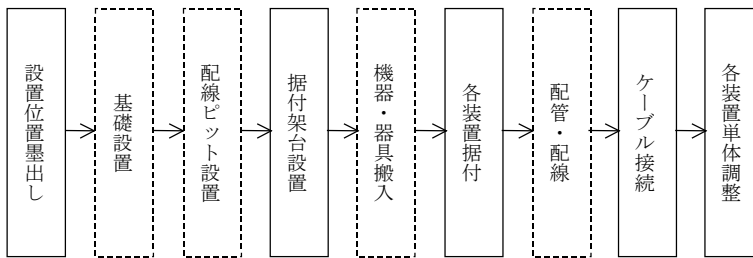 設置位置墨出し
基礎設置
配線ピット設置
据付架台設置
機器・器具搬入
各装置据付
配管・配線
ケーブル接続
各装置単体調整